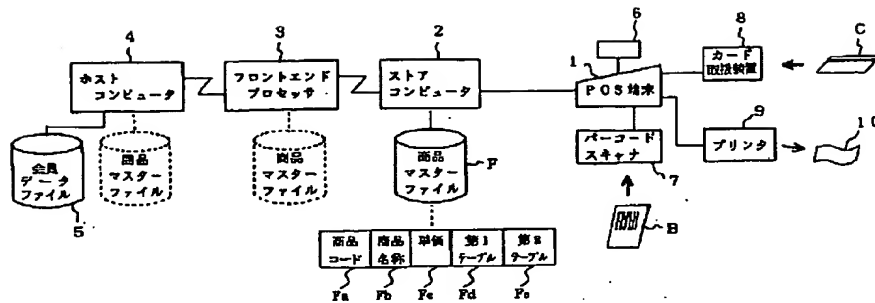 4
3
2
6
1
8
C
ホスト
コンピュータ
フロントエンド
プロセッサ
ストア
コンピュータ
POS端末
カード
取扱装置
9
10
プリンタ
バーコード
スキャナ
7
会員
データ
ファイル
商品
マスター
ファイル
商品
マスター
ファイル
商品
マスター
ファイル
F
5
B
商品
コード
商品
名称
単価
第1
テーブル
第2
テーブル
Fa
Fb
Fc
Fd
Fe